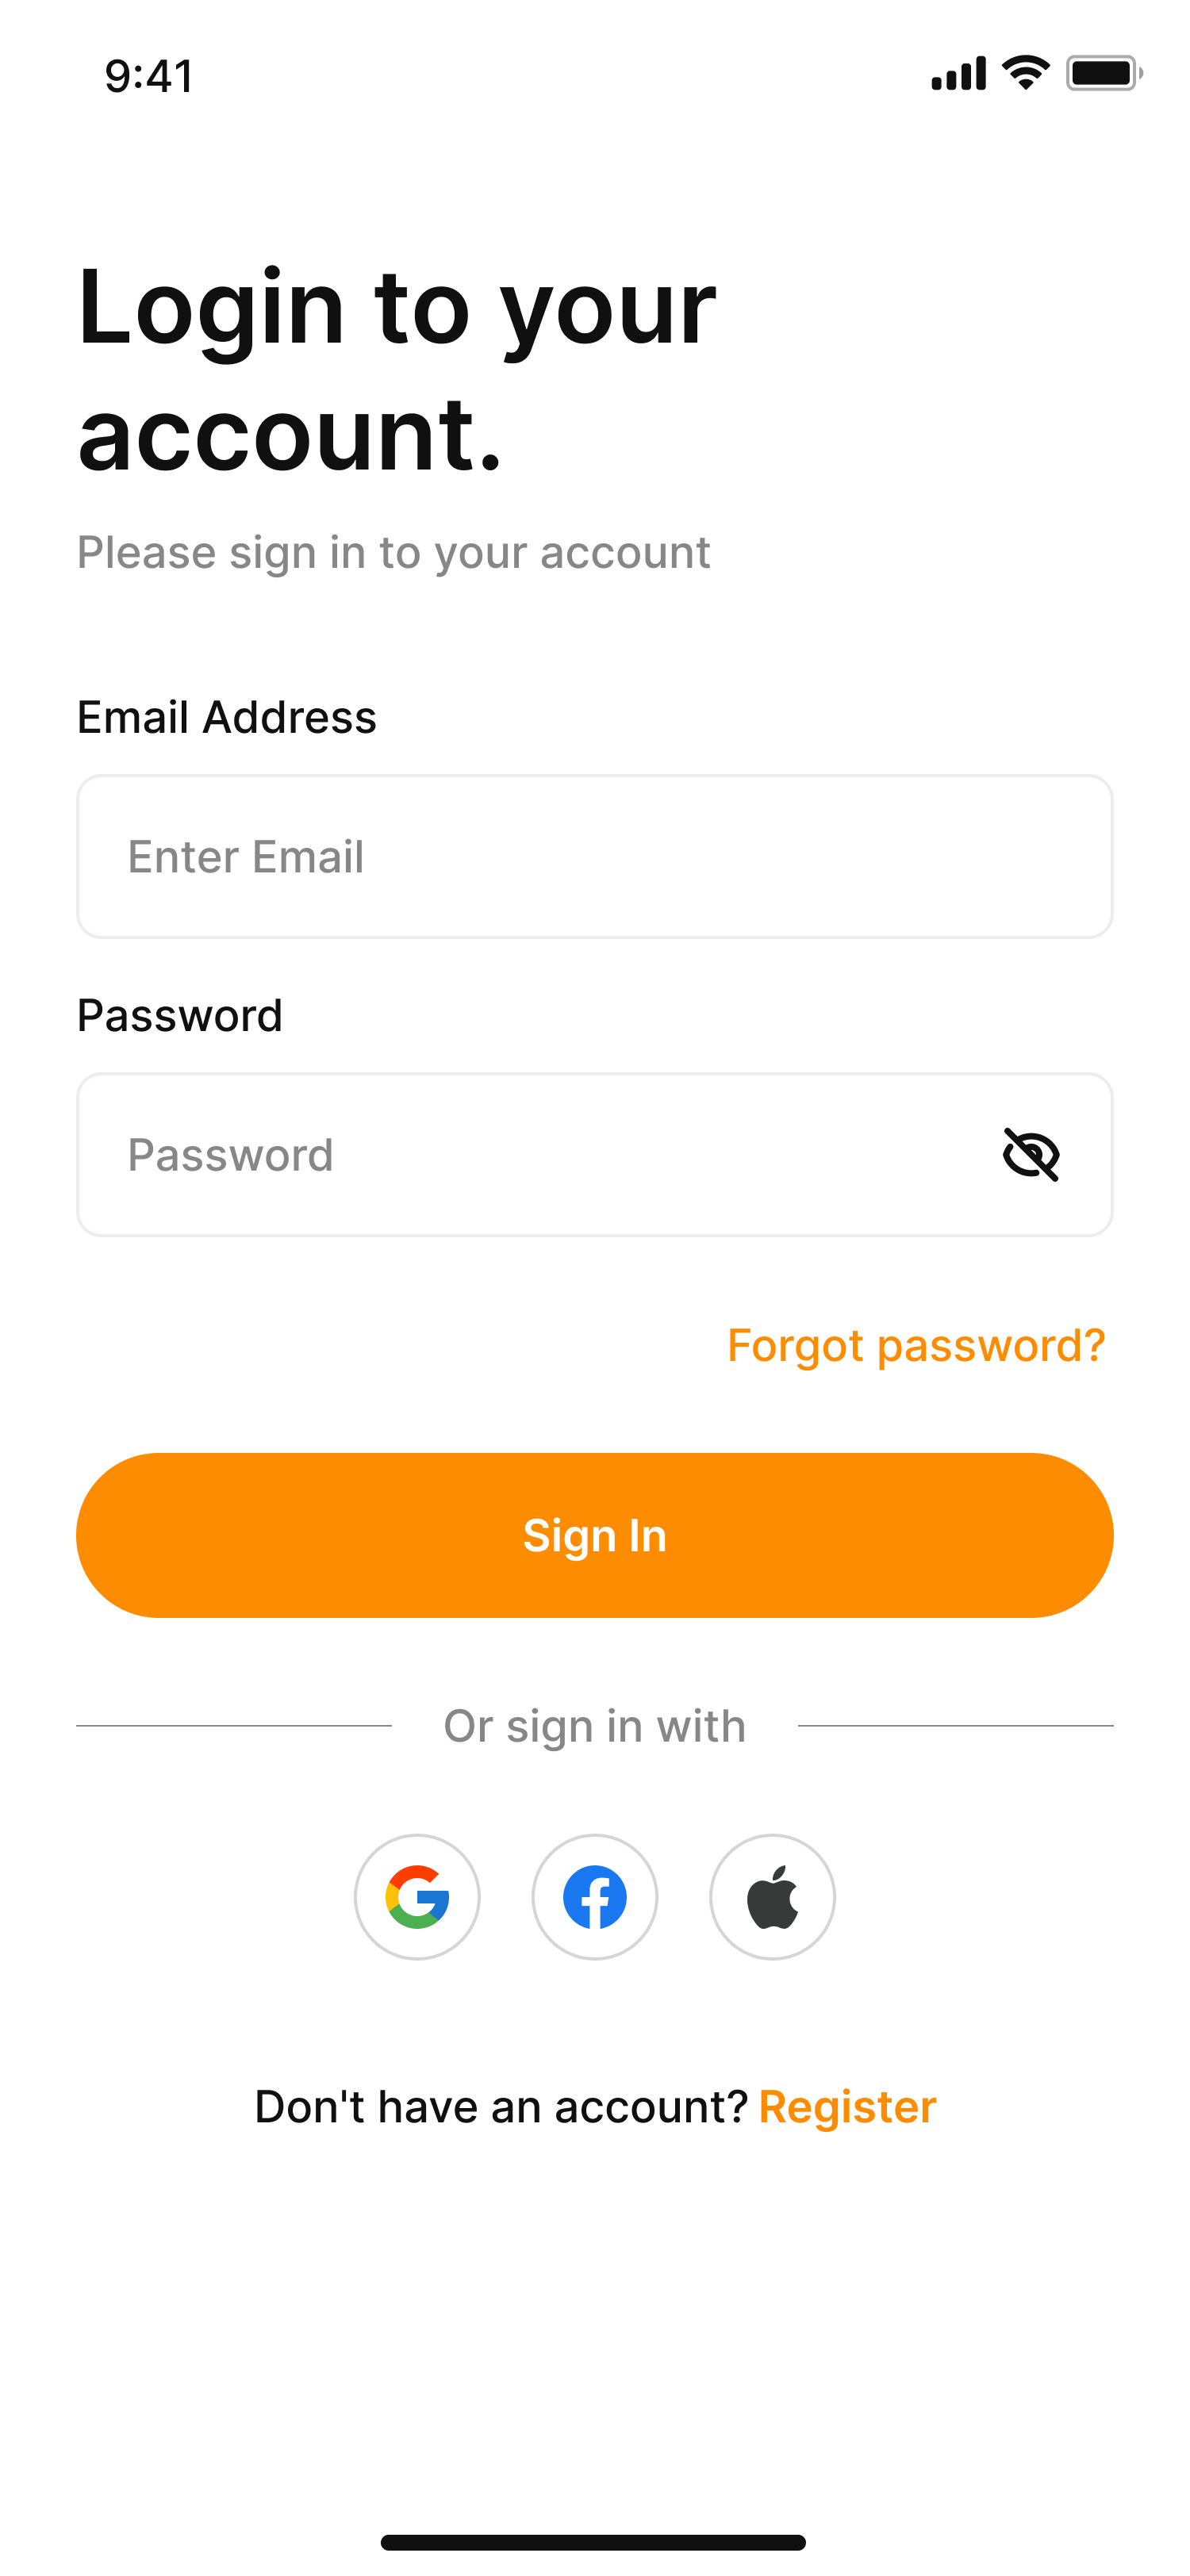 9:41
Login to your
account.
Please sign in to your account
Email Address
Enter Email
Password
Password
Forgot password?
Sign In
Or sign in with
Don't have an account? Register